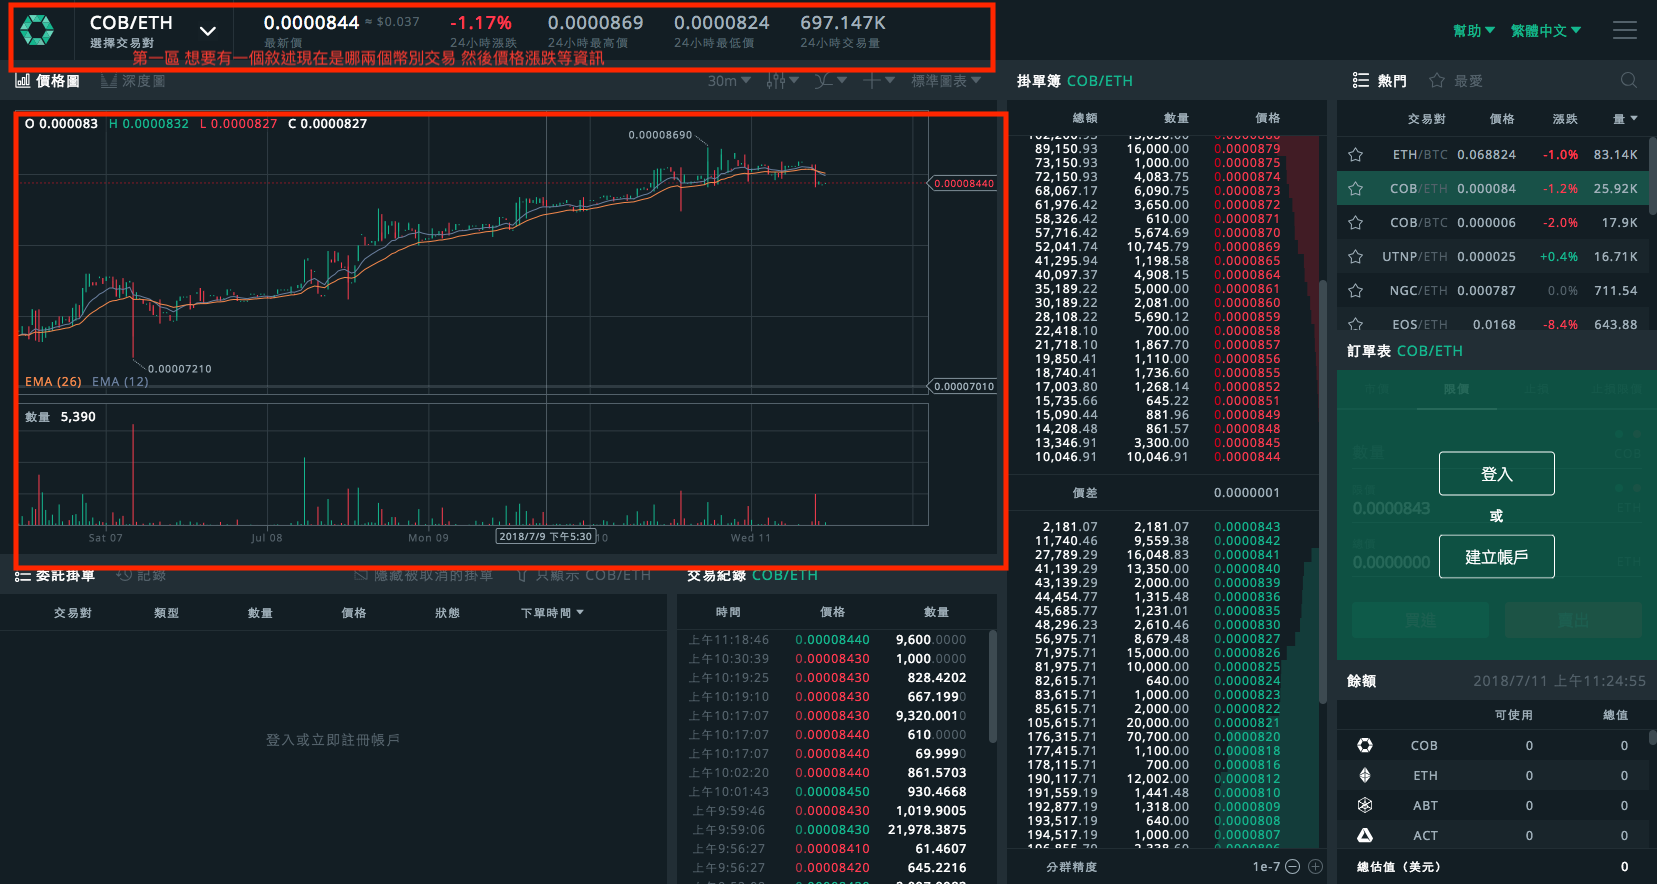 COB/ETH
選擇交易對
0.0000844 ≈ $0.037
最新價
-1.17%
24小時漲跌
0.0000869
24小時最高價
0.0000824
24小時最低價
697.147K
24小時交易量
幫助
繁體中文
第一區 想要有一個敘述現在是哪兩個幣別交易 然後價格漲跌等資訊
價格圖
深度圖
30m
標準圖表
O 0.000083 H 0.0000832 L 0.0000827 C 0.0000827
0.00008690
0.00008440
0.00007210
EMA (26) EMA (12)
0.00007010
數量 5,390
Sat 07
Jul 08
Mon 09
2018/7/9 下午5:30
10
Wed 11
委託掛單
記錄
隱藏被取消的掛單
只顯示 COB/ETH
交易對 類型 數量 價格 狀態 下單時間
登入或立即註冊帳戶
交易紀錄 COB/ETH
時間 價格 數量
上午11:18:46 0.00008440 9,600.0000
上午10:30:39 0.00008430 1,000.0000
上午10:19:25 0.00008430 828.4202
上午10:19:10 0.00008430 667.1990
上午10:17:07 0.00008430 9,320.0010
上午10:17:07 0.00008440 610.0000
上午10:17:07 0.00008440 69.9990
上午10:02:20 0.00008440 861.5703
上午10:01:43 0.00008450 930.4668
上午9:59:46 0.00008430 1,019.9005
上午9:59:06 0.00008430 21,978.3875
上午9:56:27 0.00008410 61.4607
上午9:56:27 0.00008420 645.2216
掛單簿 COB/ETH
總額 數量 價格
89,150.93 16,000.00 0.0000879
73,150.93 1,000.00 0.0000875
72,150.93 4,083.75 0.0000874
68,067.17 6,090.75 0.0000873
61,976.42 3,650.00 0.0000872
58,326.42 610.00 0.0000871
57,716.42 5,674.69 0.0000870
52,041.74 10,745.79 0.0000869
41,295.94 1,198.58 0.0000865
40,097.37 4,908.15 0.0000864
35,189.22 5,000.00 0.0000861
30,189.22 2,081.00 0.0000860
28,108.22 5,690.12 0.0000859
22,418.10 700.00 0.0000858
21,718.10 1,867.70 0.0000857
19,850.41 1,110.00 0.0000856
18,740.41 1,736.60 0.0000855
17,003.80 1,268.14 0.0000852
15,735.66 645.22 0.0000851
15,090.44 881.96 0.0000849
14,208.48 861.57 0.0000848
13,346.91 3,300.00 0.0000845
10,046.91 10,046.91 0.0000844
價差 0.0000001
2,181.07 2,181.07 0.0000843
11,740.46 9,559.38 0.0000842
27,789.29 16,048.83 0.0000841
41,139.29 13,350.00 0.0000840
43,139.29 2,000.00 0.0000839
44,454.77 1,315.48 0.0000836
45,685.77 1,231.01 0.0000835
48,296.23 2,610.46 0.0000830
56,975.71 8,679.48 0.0000827
71,975.71 15,000.00 0.0000826
81,975.71 10,000.00 0.0000825
82,615.71 640.00 0.0000824
83,615.71 1,000.00 0.0000823
85,615.71 2,000.00 0.0000822
105,615.71 20,000.00 0.0000821
176,315.71 70,700.00 0.0000820
177,415.71 1,100.00 0.0000818
178,115.71 700.00 0.0000816
190,117.71 12,002.00 0.0000812
191,559.19 1,441.48 0.0000810
192,877.19 1,318.00 0.0000809
193,517.19 640.00 0.0000808
194,517.19 1,000.00 0.0000807
分群精度 1e-7
熱門
最愛
交易對 價格 漲跌 量
ETH/BTC 0.068824 -1.0% 83.14K
COB/ETH 0.000084 -1.2% 25.92K
COB/BTC 0.000006 -2.0% 17.9K
UTNP/ETH 0.000025 +0.4% 16.71K
NGC/ETH 0.000787 0.0% 711.54
EOS/ETH 0.0168 -8.4% 643.88
訂單表 COB/ETH
限價
數量
COB
0.0000843
ETH
0.0000000
ETH
登入
或
建立帳戶
買進
賣出
餘額 2018/7/11 上午11:24:55
可使用 總值
COB 0 0
ETH 0 0
ABT 0 0
ACT 0 0
總估值（美元） 0